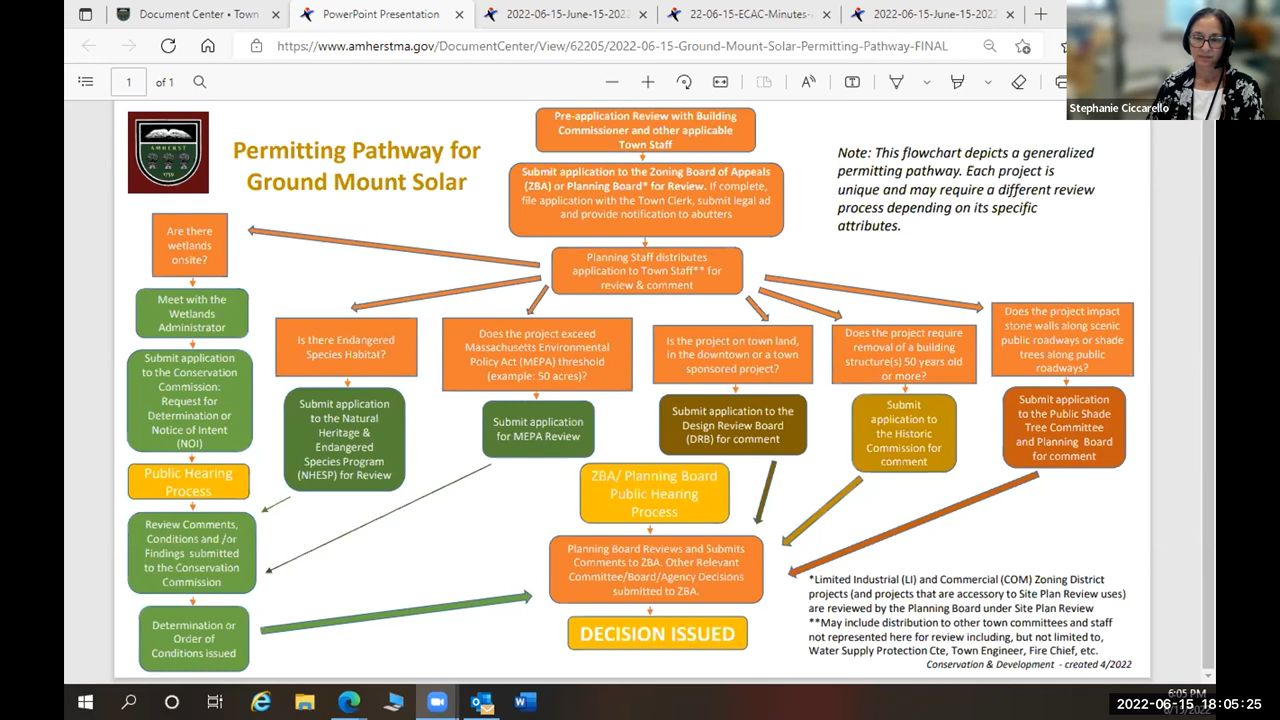 Document Center • Town
PowerPoint Presentation
2022-06-15-June-15-2022
22-06-15-ECAC-Minutes-
2022-06-15-June-15-2022
https://www.amherstma.gov/DocumentCenter/View/62205/2022-06-15-Ground-Mount-Solar-Permitting-Pathway-FINAL
1 of 1
Stephanie Ciccarello
AMHERST
1759
Permitting Pathway for
Ground Mount Solar
Pre-application Review with Building
Commissioner and other applicable
Town Staff
Submit application to the Zoning Board of Appeals
(ZBA) or Planning Board* for Review. If complete,
file application with the Town Clerk, submit legal ad
and provide notification to abutters
Note: This flowchart depicts a generalized
permitting pathway. Each project is
unique and may require a different review
process depending on its specific
attributes.
Planning Staff distributes
application to Town Staff** for
review & comment
Are there
wetlands
onsite?
Meet with the
Wetlands
Administrator
Submit application
to the Conservation
Commission:
Request for
Determination or
Notice of Intent
(NOI)
Public Hearing
Process
Review Comments,
Conditions and /or
Findings submitted
to the Conservation
Commission
Determination or
Order of
Conditions issued
Is there Endangered
Species Habitat?
Submit application
to the Natural
Heritage &
Endangered
Species Program
(NHESP) for Review
Does the project exceed
Massachusetts Environmental
Policy Act (MEPA) threshold
(example: 50 acres)?
Submit application
for MEPA Review
Is the project on town land,
in the downtown or a town
sponsored project?
Submit application to the
Design Review Board
(DRB) for comment
Does the project require
removal of a building
structure(s) 50 years old
or more?
Submit
application to
the Historic
Commission for
comment
Does the project impact
stone walls along scenic
public roadways or shade
trees along public
roadways?
Submit application
to the Public Shade
Tree Committee
and Planning Board
for comment
ZBA/ Planning Board
Public Hearing
Process
Planning Board Reviews and Submits
Comments to ZBA. Other Relevant
Committee/Board/Agency Decisions
submitted to ZBA.
DECISION ISSUED
*Limited Industrial (LI) and Commercial (COM) Zoning District
projects (and projects that are accessory to Site Plan Review uses)
are reviewed by the Planning Board under Site Plan Review
**May include distribution to other town committees and staff
not represented here for review including, but not limited to,
Water Supply Protection Cte, Town Engineer, Fire Chief, etc.
Conservation & Development - created 4/2022
6:05 PM
2022-06-15 18:05:25